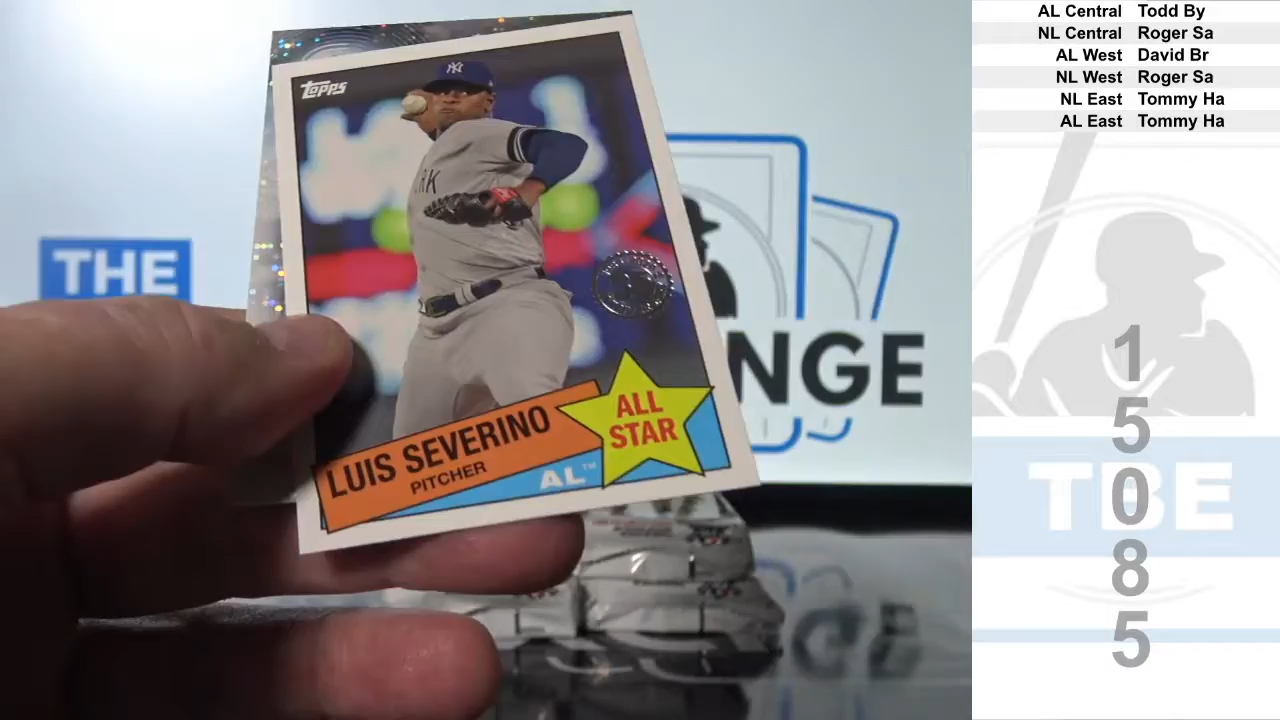 Topps
RK
LUIS SEVERINO
PITCHER
AL™
ALL
STAR
THE
NGE
AL Central Todd By
NL Central Roger Sa
AL West David Br
NL West Roger Sa
NL East Tommy Ha
AL East Tommy Ha
TBE
1
5
0
8
5